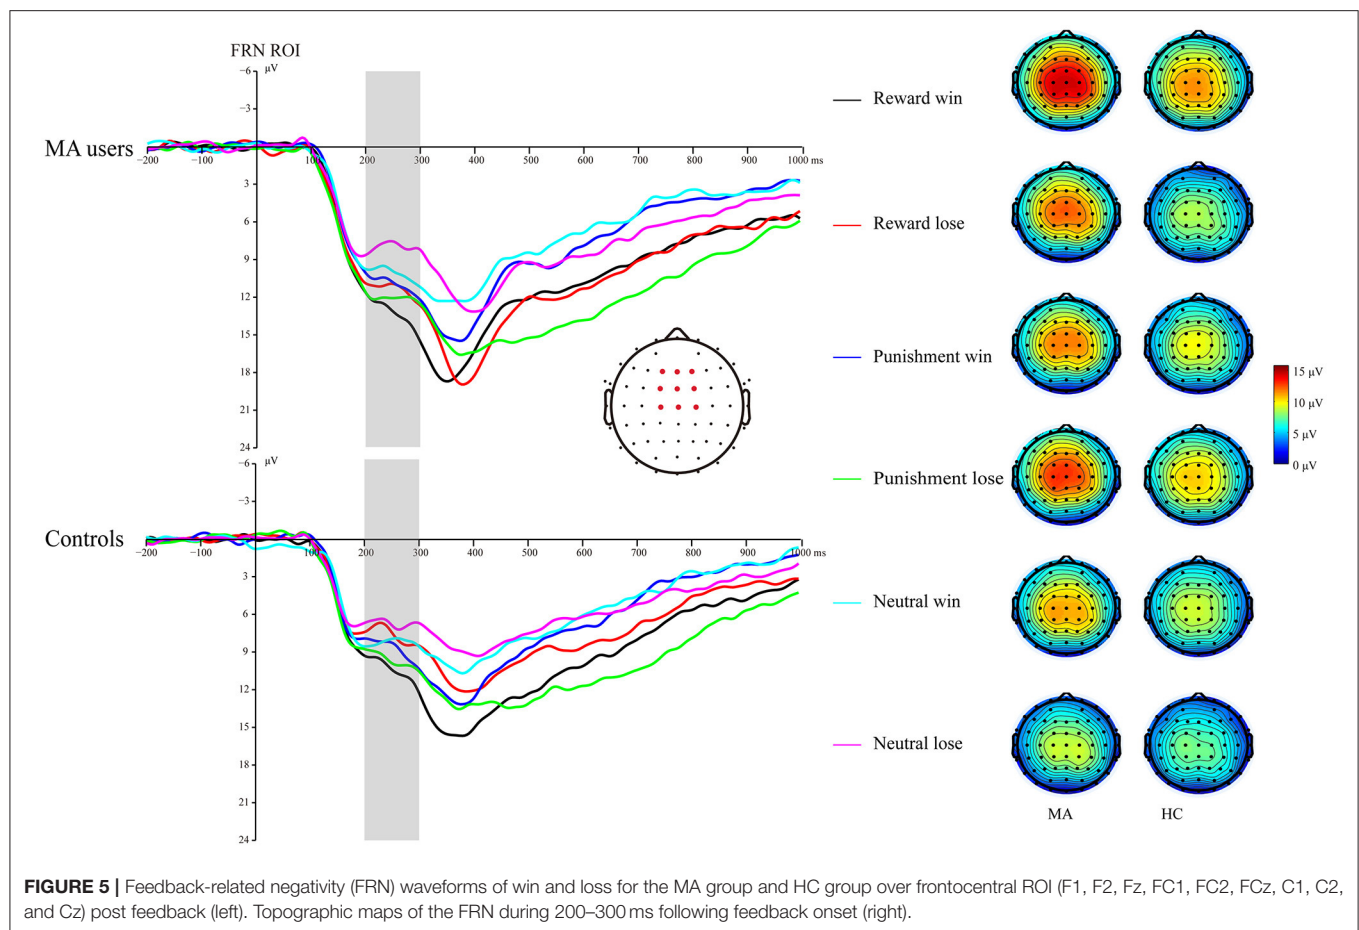 FRN ROI
−6
μV
−3
MA users
−200
−100
100
200
300
400
500
600
700
800
900
1000 ms
3
6
9
12
15
18
21
24
−6
μV
−3
Controls
−200
−100
100
200
300
400
500
600
700
800
900
1000 ms
3
6
9
12
15
18
21
24
Reward win
Reward lose
Punishment win
Punishment lose
Neutral win
Neutral lose
15 μV
10 μV
5 μV
0 μV
MA
HC
FIGURE 5 | Feedback-related negativity (FRN) waveforms of win and loss for the MA group and HC group over frontocentral ROI (F1, F2, Fz, FC1, FC2, FCz, C1, C2,
and Cz) post feedback (left). Topographic maps of the FRN during 200–300 ms following feedback onset (right).